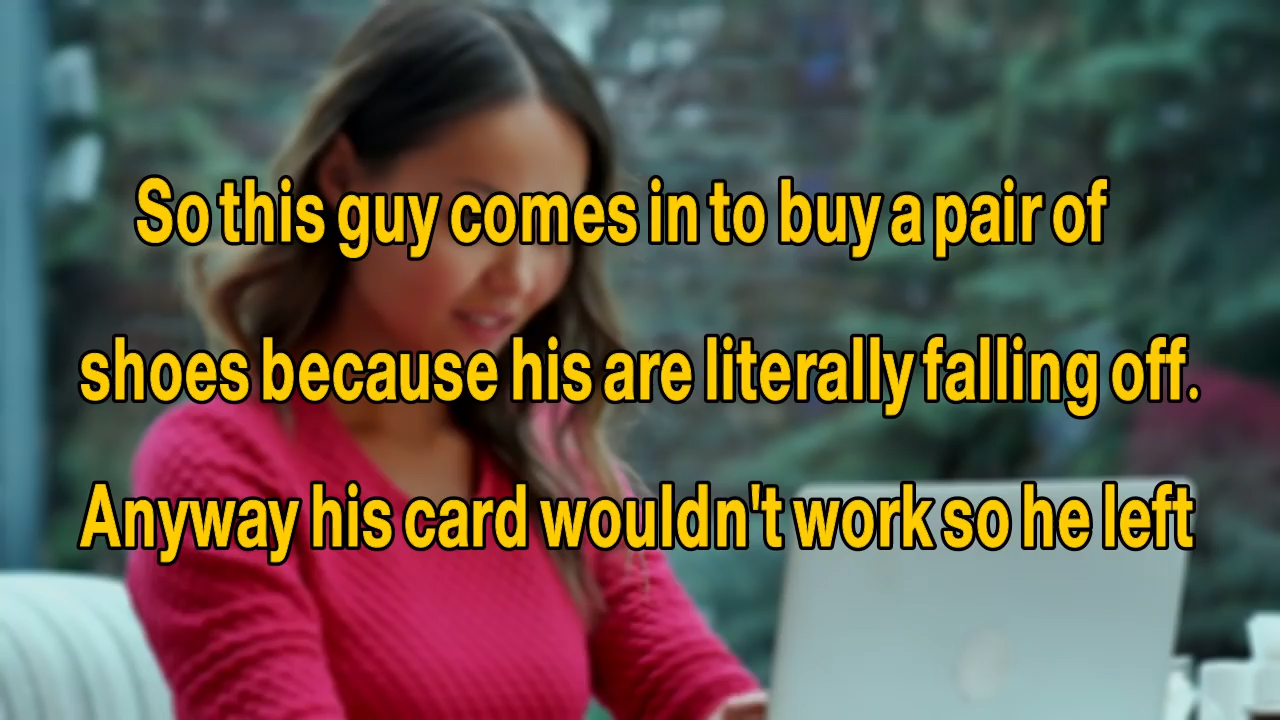 So this guy comes in to buy a pair of
shoes because his are literally falling off.
Anyway his card wouldn't work so he left